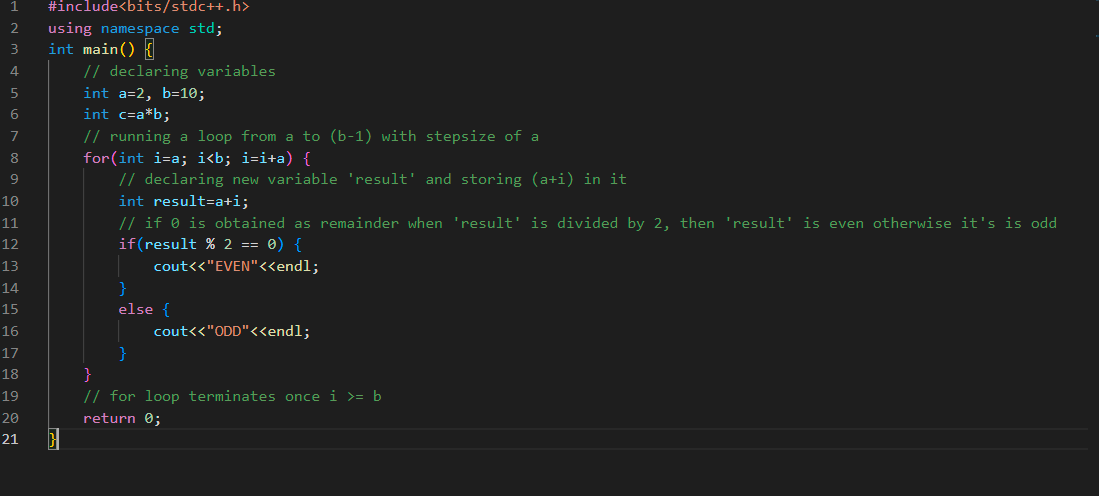 1 #include<bits/stdc++.h>
2 using namespace std;
3 int main() {
4 // declaring variables
5 int a=2, b=10;
6 int c=a*b;
7 // running a loop from a to (b-1) with stepsize of a
8 for(int i=a; i<b; i=i+a) {
9 // declaring new variable 'result' and storing (a+i) in it
10 int result=a+i;
11 // if 0 is obtained as remainder when 'result' is divided by 2, then 'result' is even otherwise it's is odd
12 if(result % 2 == 0) {
13 cout<<"EVEN"<<endl;
14 }
15 else {
16 cout<<"ODD"<<endl;
17 }
18 }
19 // for loop terminates once i >= b
20 return 0;
21 }